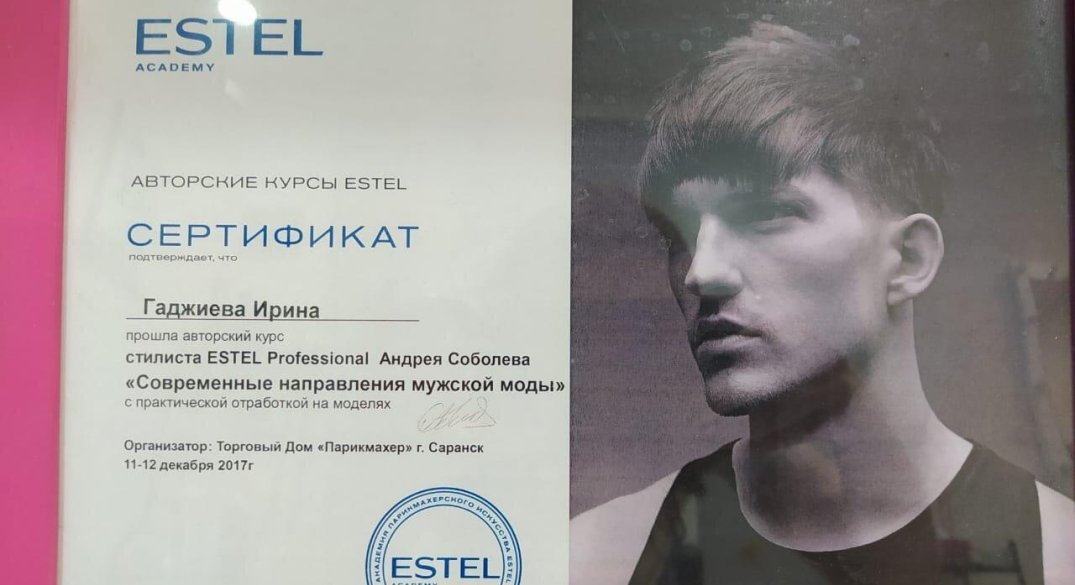 ESTEL
ACADEMY
АВТОРСКИЕ КУРСЫ ESTEL
СЕРТИФИКАТ
подтверждает, что
Гаджиева Ирина
прошла авторский курс
стилиста ESTEL Professional Андрея Соболева
«Современные направления мужской моды»
с практической отработкой на моделях
Организатор: Торговый Дом «Парикмахер» г. Саранск
11-12 декабря 2017г
АКАДЕМИЯ ПАРИКМАХЕРСКОГО ИСКУССТВА ESTEL
ESTEL
ACADEMY